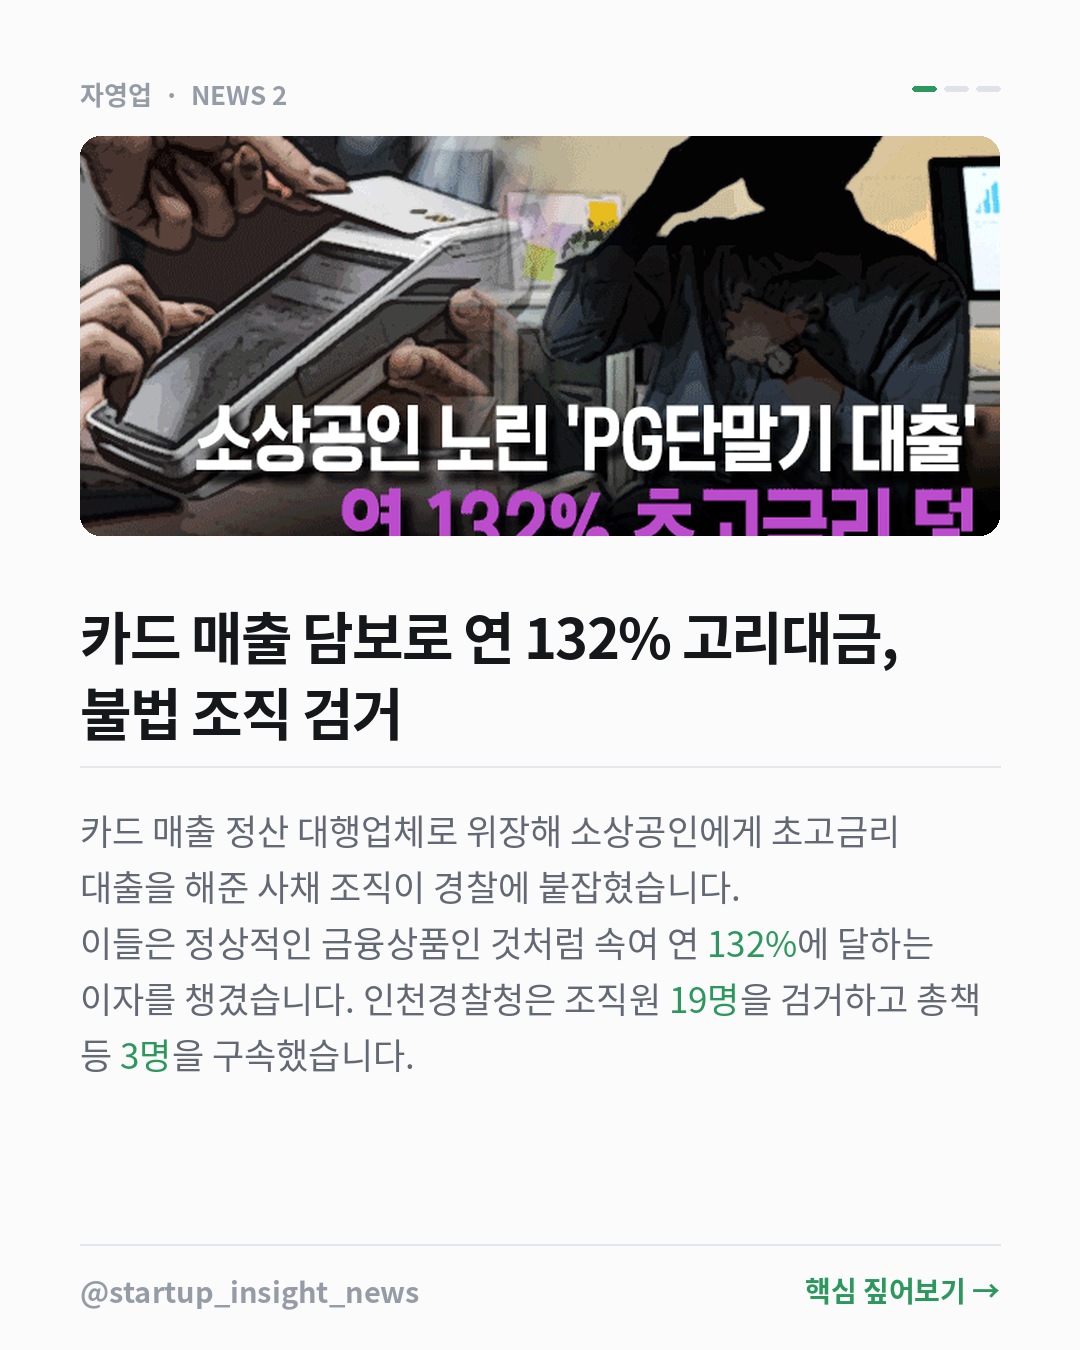 자영업 · NEWS 2
소상공인 노린 'PG단말기 대출'
연 132% 초고금리 덫
카드 매출 담보로 연 132% 고리대금,
불법 조직 검거
카드 매출 정산 대행업체로 위장해 소상공인에게 초고금리
대출을 해준 사채 조직이 경찰에 붙잡혔습니다.
이들은 정상적인 금융상품인 것처럼 속여 연 132%에 달하는
이자를 챙겼습니다. 인천경찰청은 조직원 19명을 검거하고 총책
등 3명을 구속했습니다.
@startup_insight_news
핵심 짚어보기 →